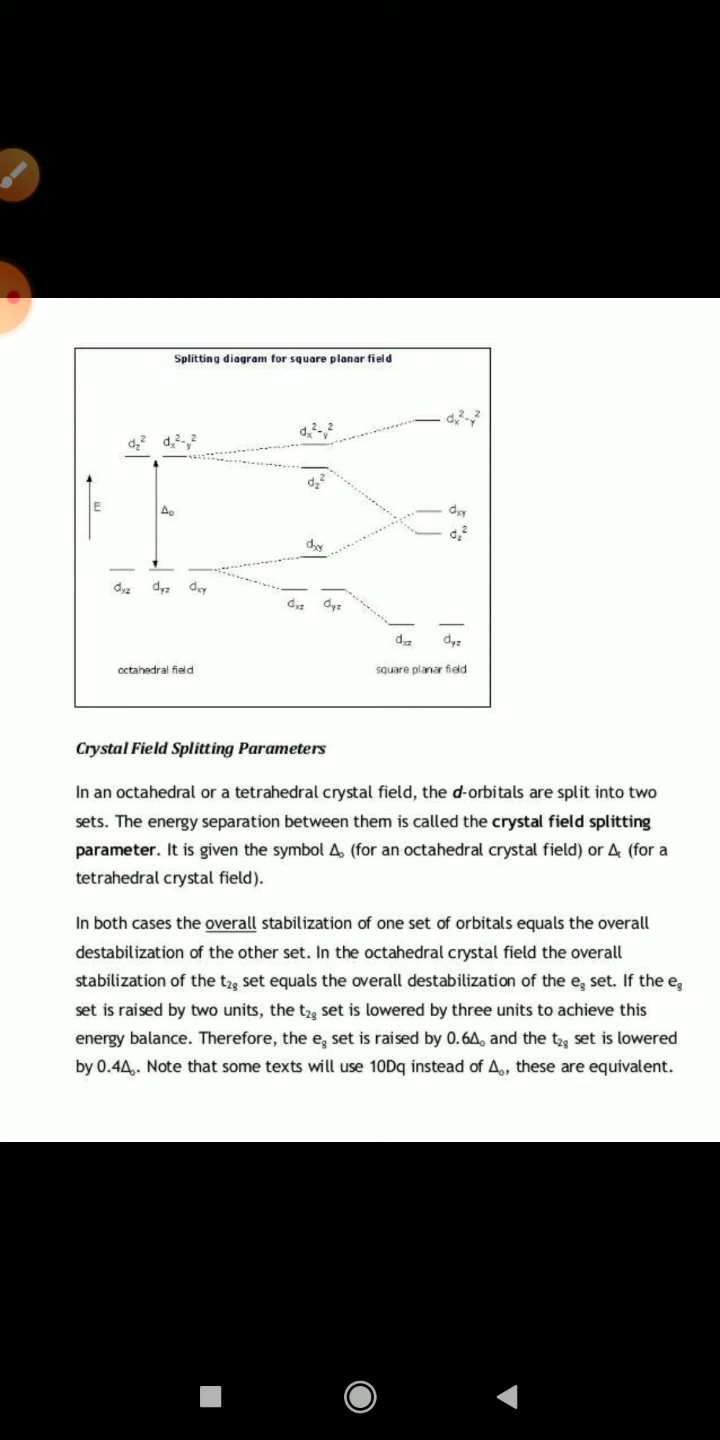 Splitting diagram for square planar field
dx²-y²
dz² dx²-y²
dx²-y²
dz²
E
Δo
dxy
dz²
dxy
dxz dyz dxy
dxz dyz
dxz dyz
octahedral field
square planar field
Crystal Field Splitting Parameters
In an octahedral or a tetrahedral crystal field, the d-orbitals are split into two
sets. The energy separation between them is called the crystal field splitting
parameter. It is given the symbol Δo (for an octahedral crystal field) or Δt (for a
tetrahedral crystal field).
In both cases the overall stabilization of one set of orbitals equals the overall
destabilization of the other set. In the octahedral crystal field the overall
stabilization of the t2g set equals the overall destabilization of the eg set. If the eg
set is raised by two units, the t2g set is lowered by three units to achieve this
energy balance. Therefore, the eg set is raised by 0.6Δo and the t2g set is lowered
by 0.4Δo. Note that some texts will use 10Dq instead of Δo, these are equivalent.